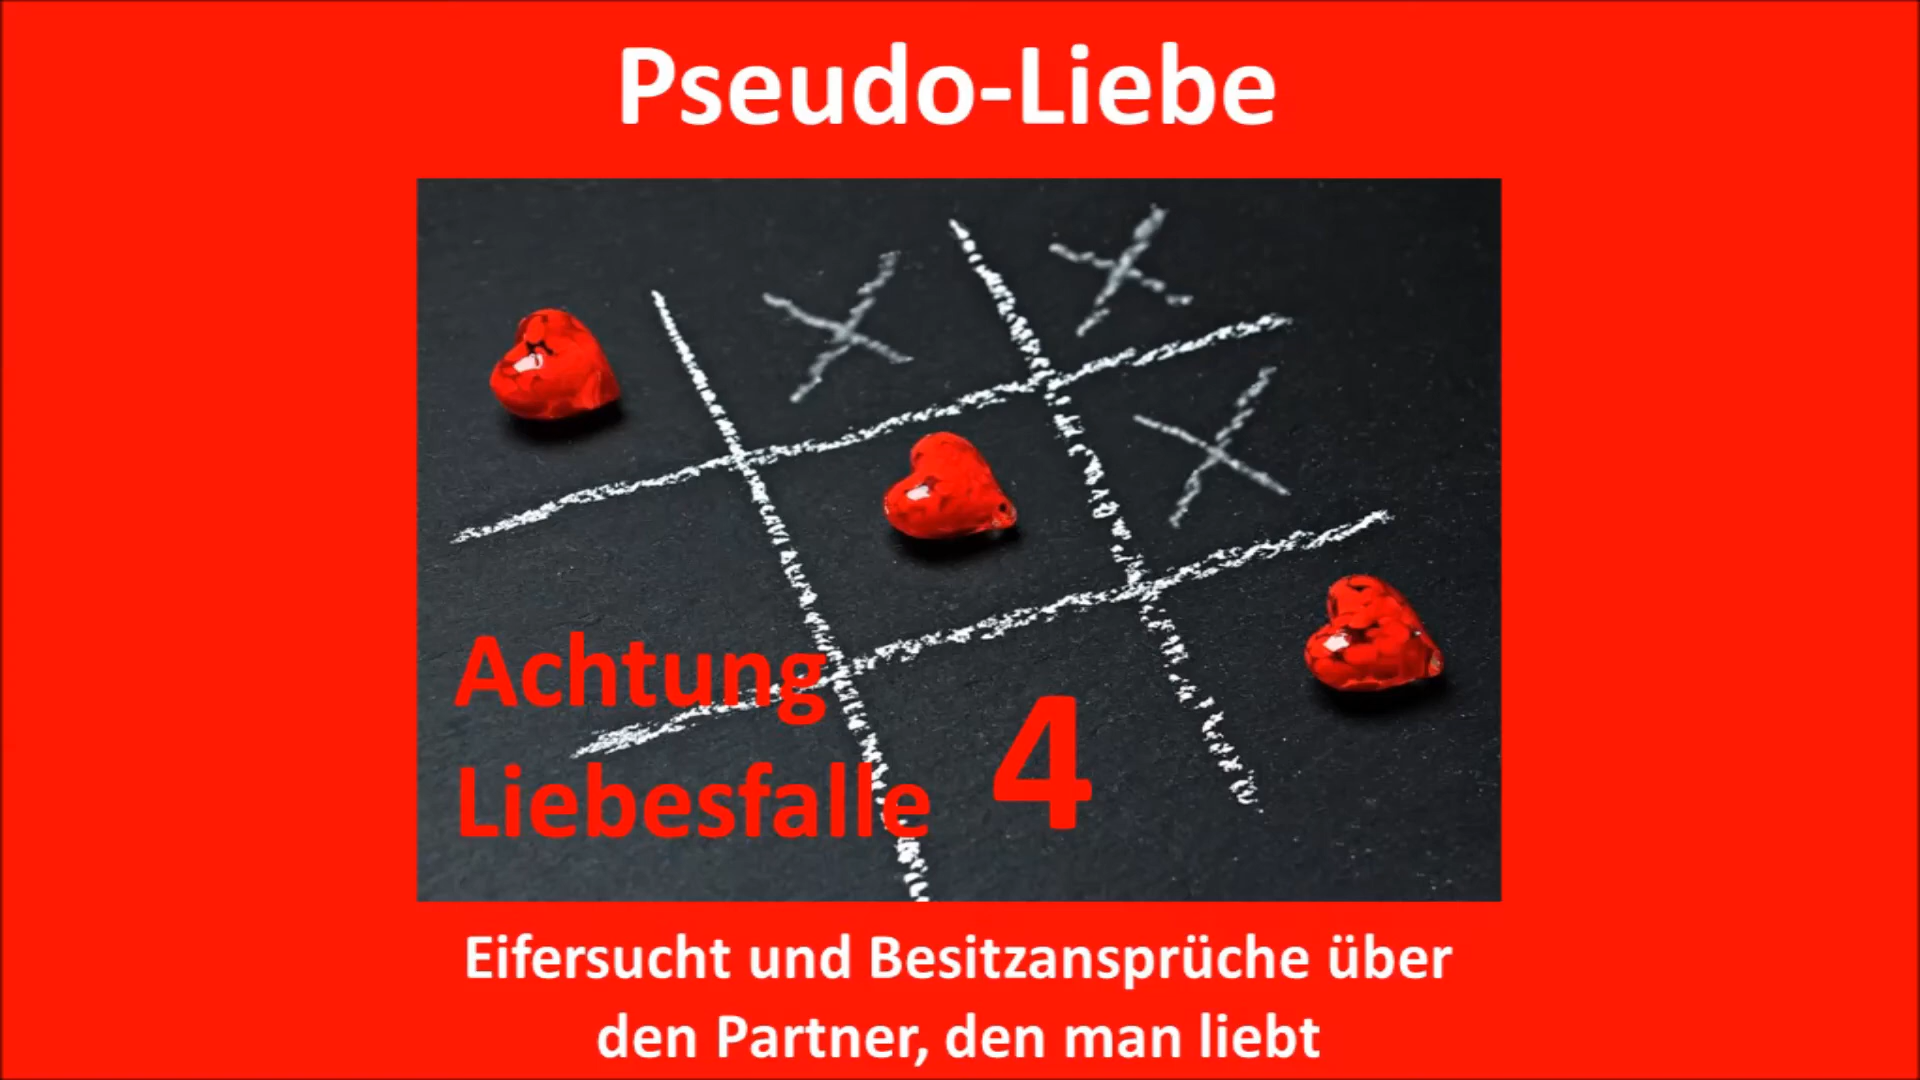 Pseudo-Liebe
Achtung
Liebesfalle 4
Eifersucht und Besitzansprüche über
den Partner, den man liebt